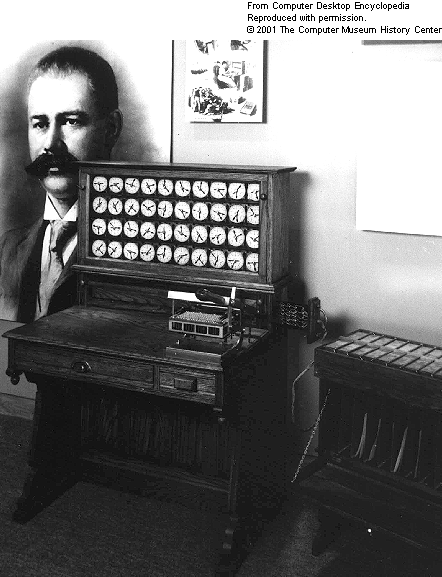 From Computer Desktop Encyclopedia
Reproduced with permission.
© 2001 The Computer Museum History Center